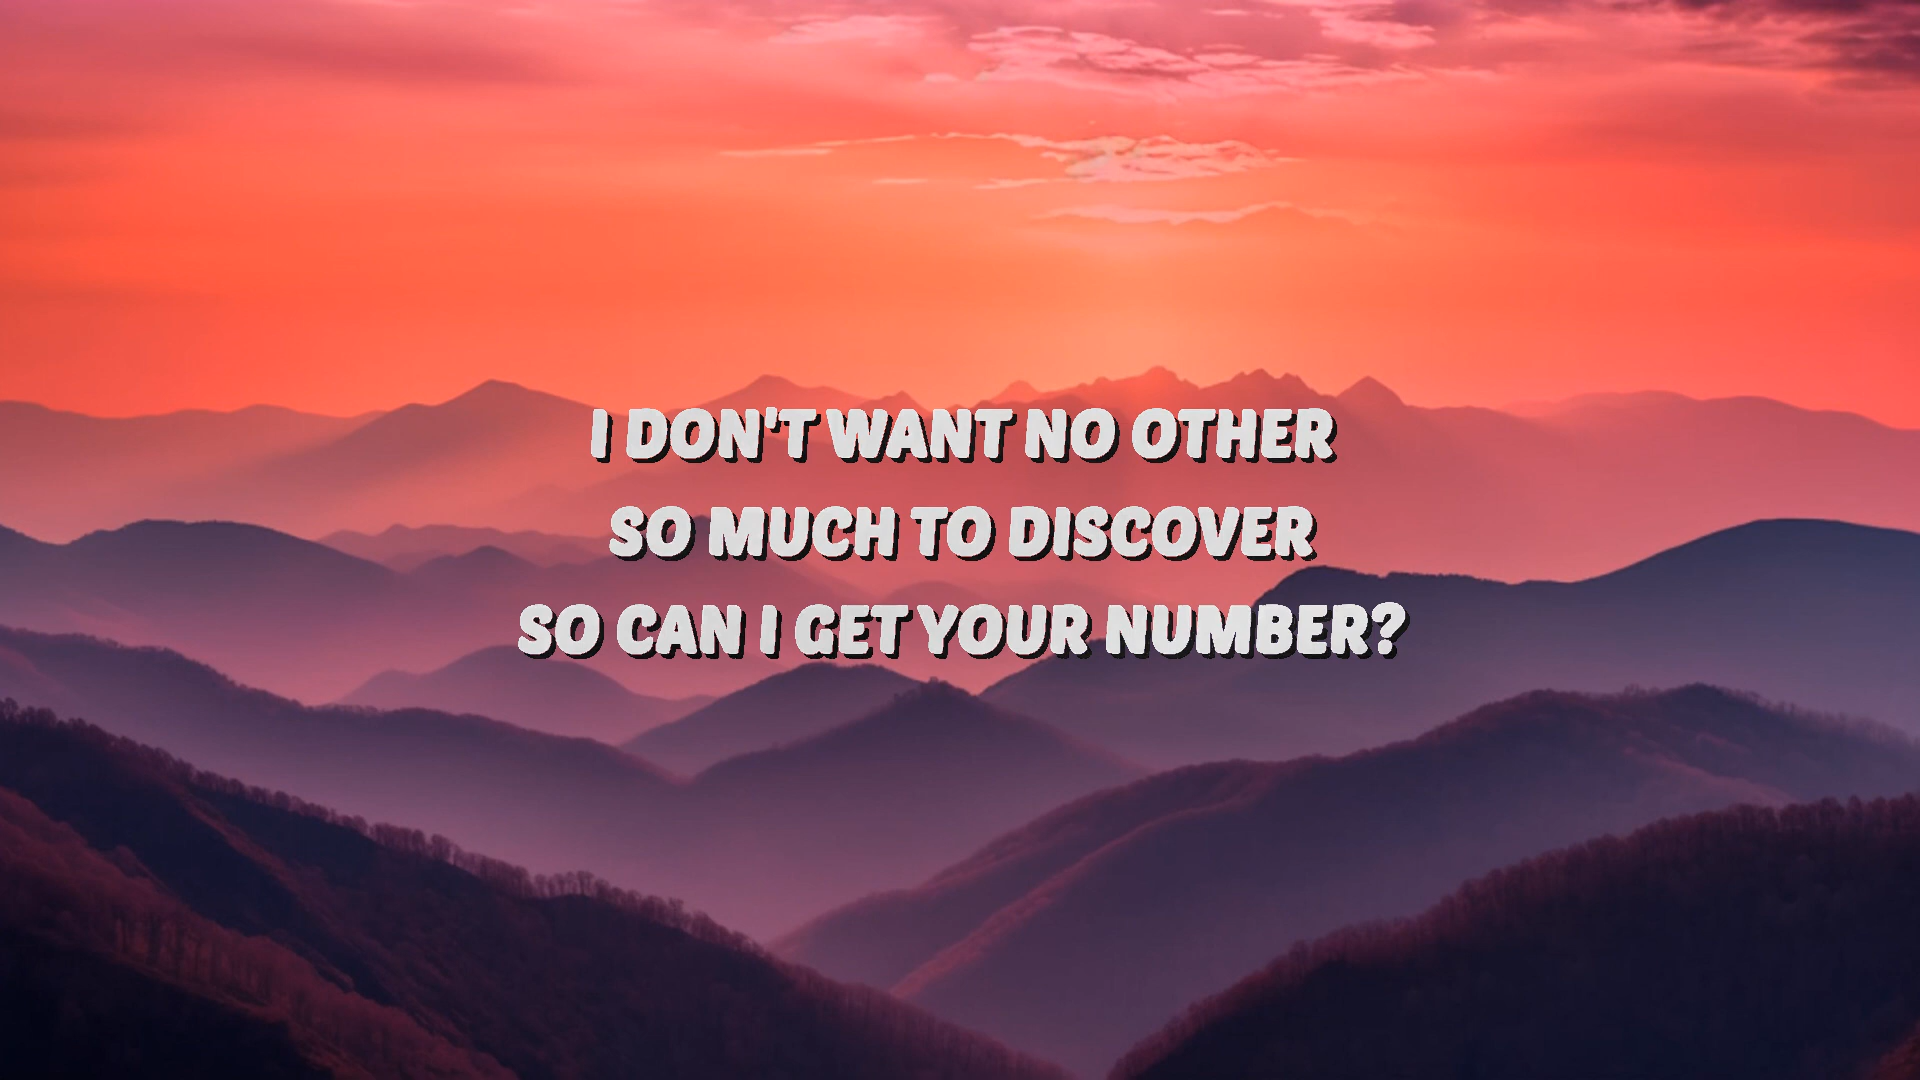 I DON'T WANT NO OTHER
SO MUCH TO DISCOVER
SO CAN I GET YOUR NUMBER?